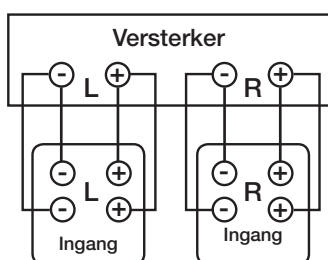 Versterker
- L + - R +
- L + - R +
- + - +
Ingang Ingang